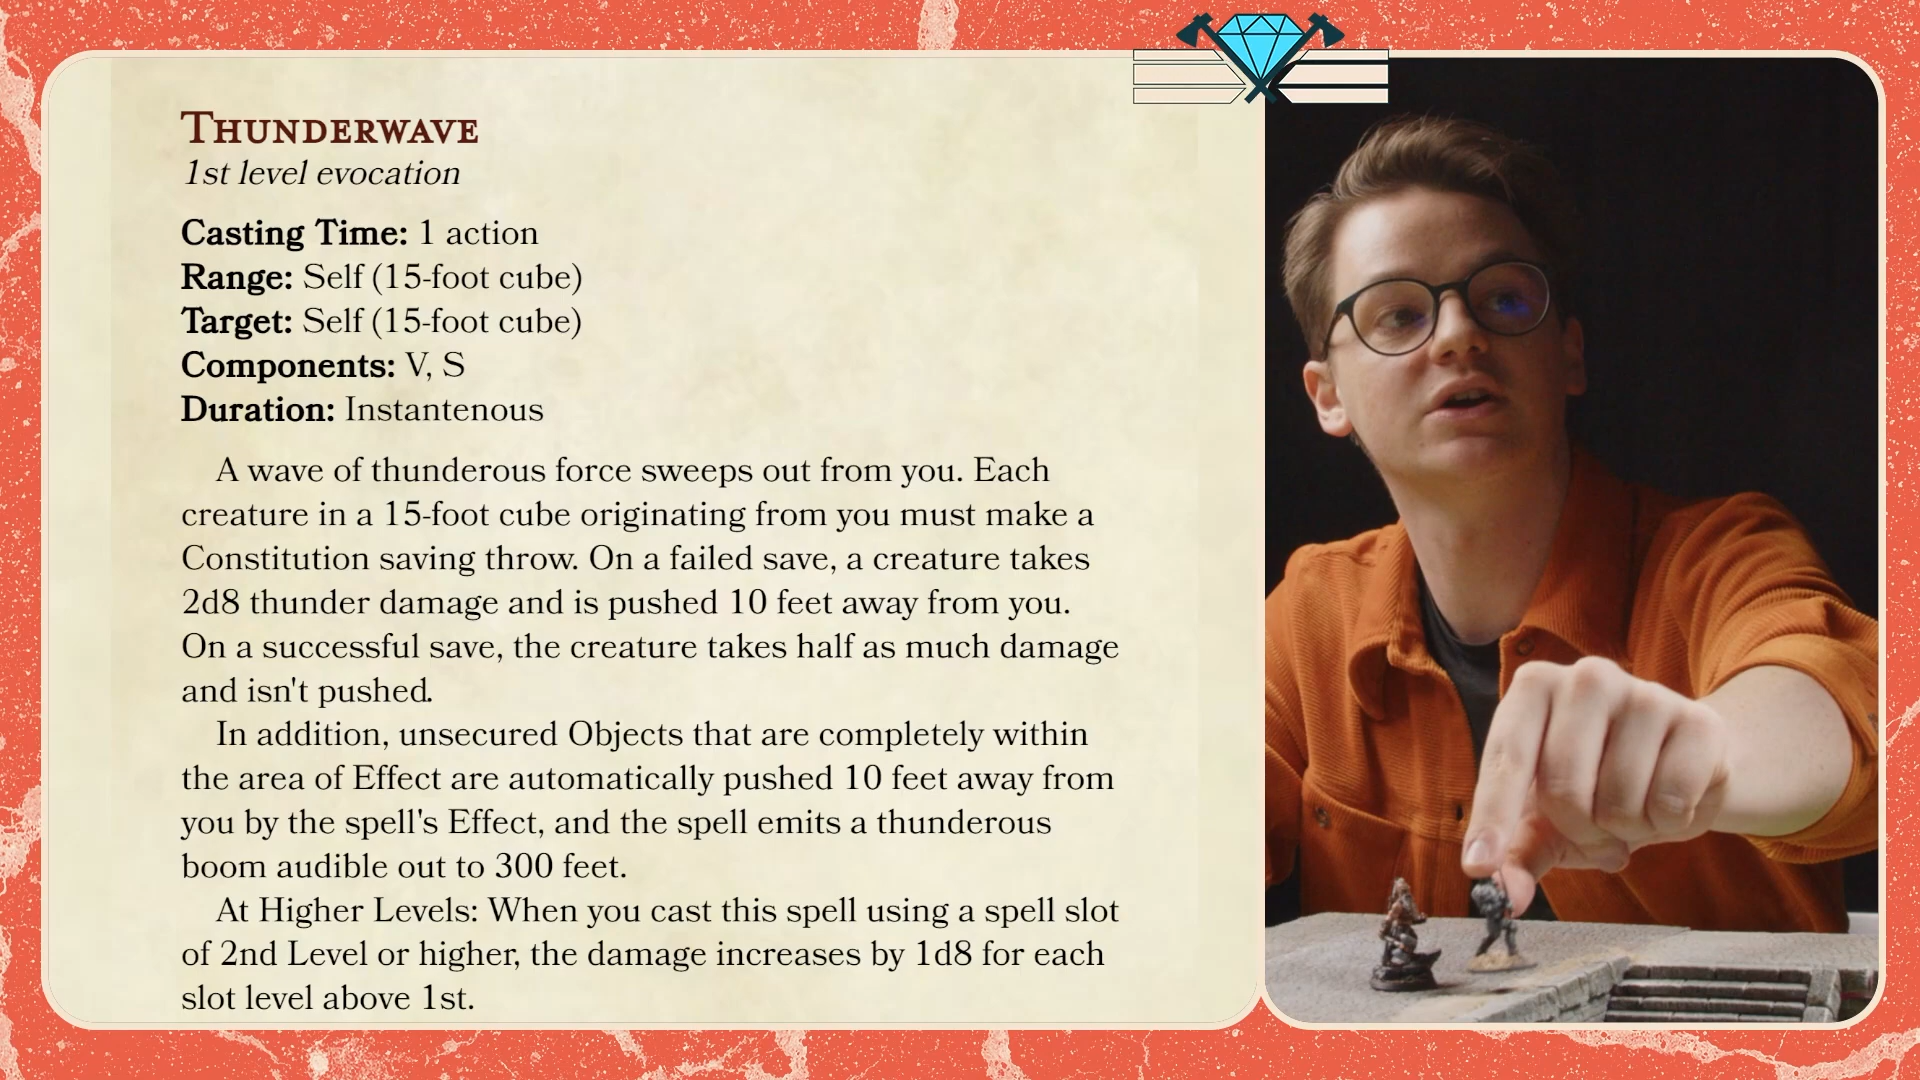 Thunderwave
1st level evocation
Casting Time: 1 action
Range: Self (15-foot cube)
Target: Self (15-foot cube)
Components: V, S
Duration: Instantenous
A wave of thunderous force sweeps out from you. Each
creature in a 15-foot cube originating from you must make a
Constitution saving throw. On a failed save, a creature takes
2d8 thunder damage and is pushed 10 feet away from you.
On a successful save, the creature takes half as much damage
and isn't pushed.
In addition, unsecured Objects that are completely within
the area of Effect are automatically pushed 10 feet away from
you by the spell's Effect, and the spell emits a thunderous
boom audible out to 300 feet.
At Higher Levels: When you cast this spell using a spell slot
of 2nd Level or higher, the damage increases by 1d8 for each
slot level above 1st.